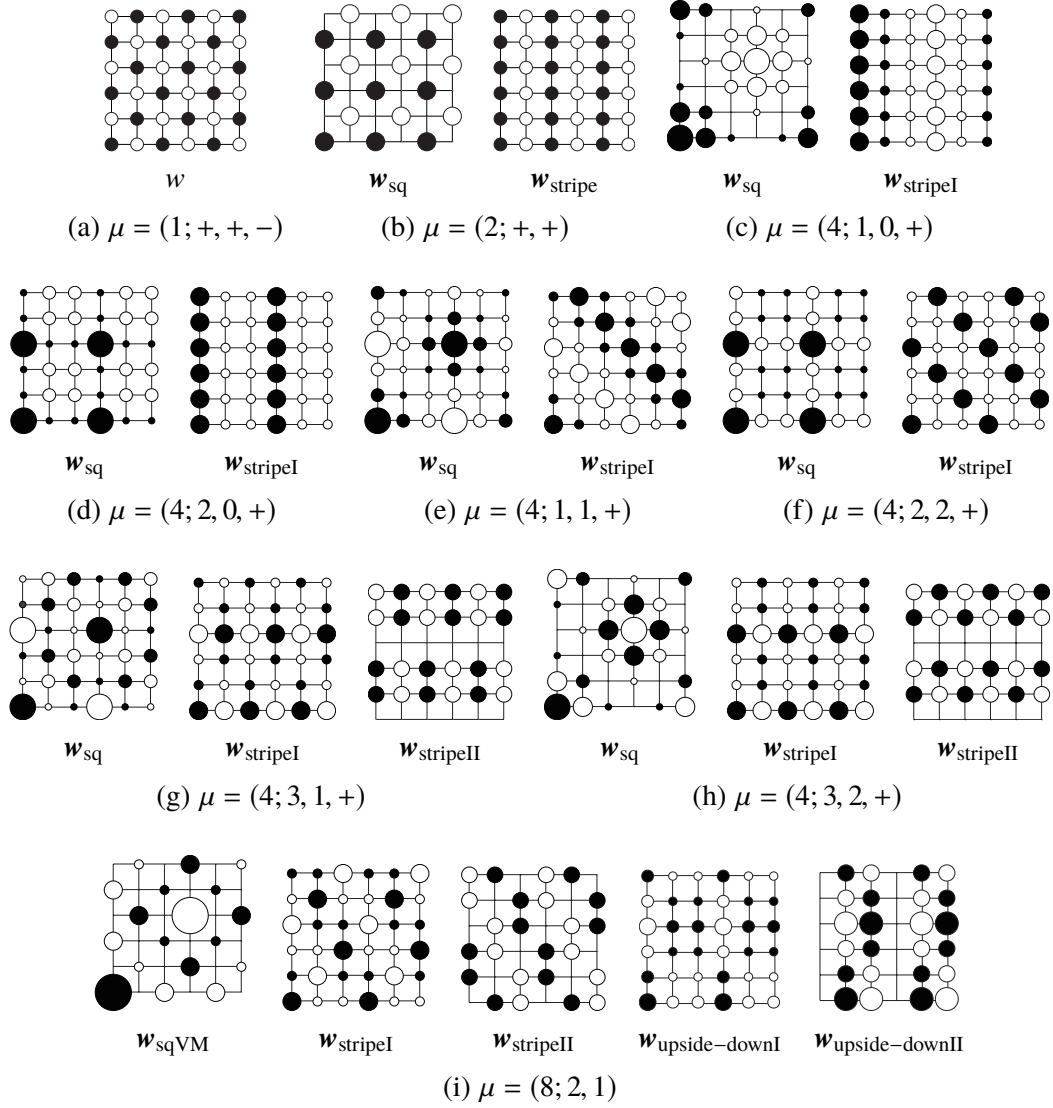 w w_sq w_stripe w_sq w_stripeI
(a) μ = (1; +, +, −) (b) μ = (2; +, +) (c) μ = (4; 1, 0, +)
w_sq w_stripeI w_sq w_stripeI w_sq w_stripeI
(d) μ = (4; 2, 0, +) (e) μ = (4; 1, 1, +) (f) μ = (4; 2, 2, +)
w_sq w_stripeI w_stripeII w_sq w_stripeI w_stripeII
(g) μ = (4; 3, 1, +) (h) μ = (4; 3, 2, +)
w_sqVM w_stripeI w_stripeII w_upside−downI w_upside−downII
(i) μ = (8; 2, 1)